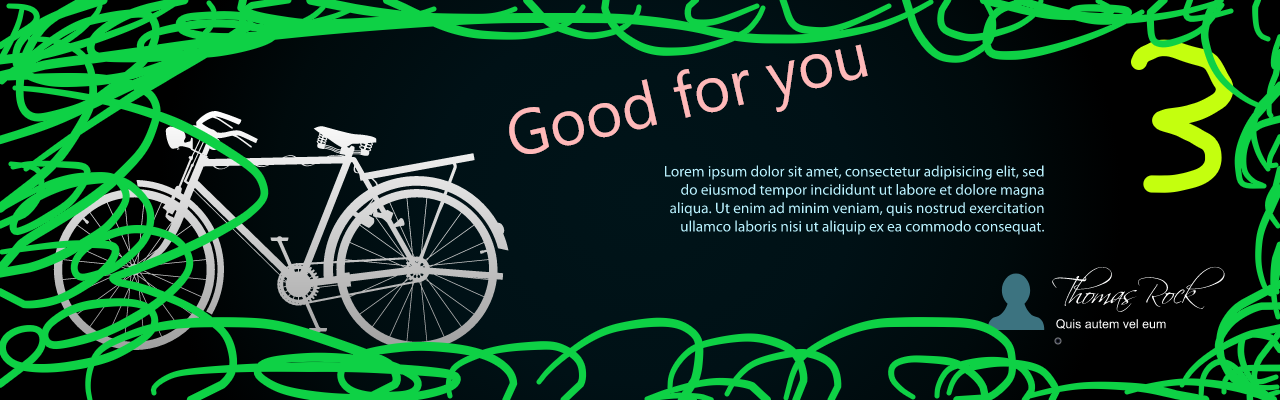 Good for you
3
Lorem ipsum dolor sit amet, consectetur adipisicing elit, sed
do eiusmod tempor incididunt ut labore et dolore magna
aliqua. Ut enim ad minim veniam, quis nostrud exercitation
ullamco laboris nisi ut aliquip ex ea commodo consequat.
Thomas Rock
Quis autem vel eum